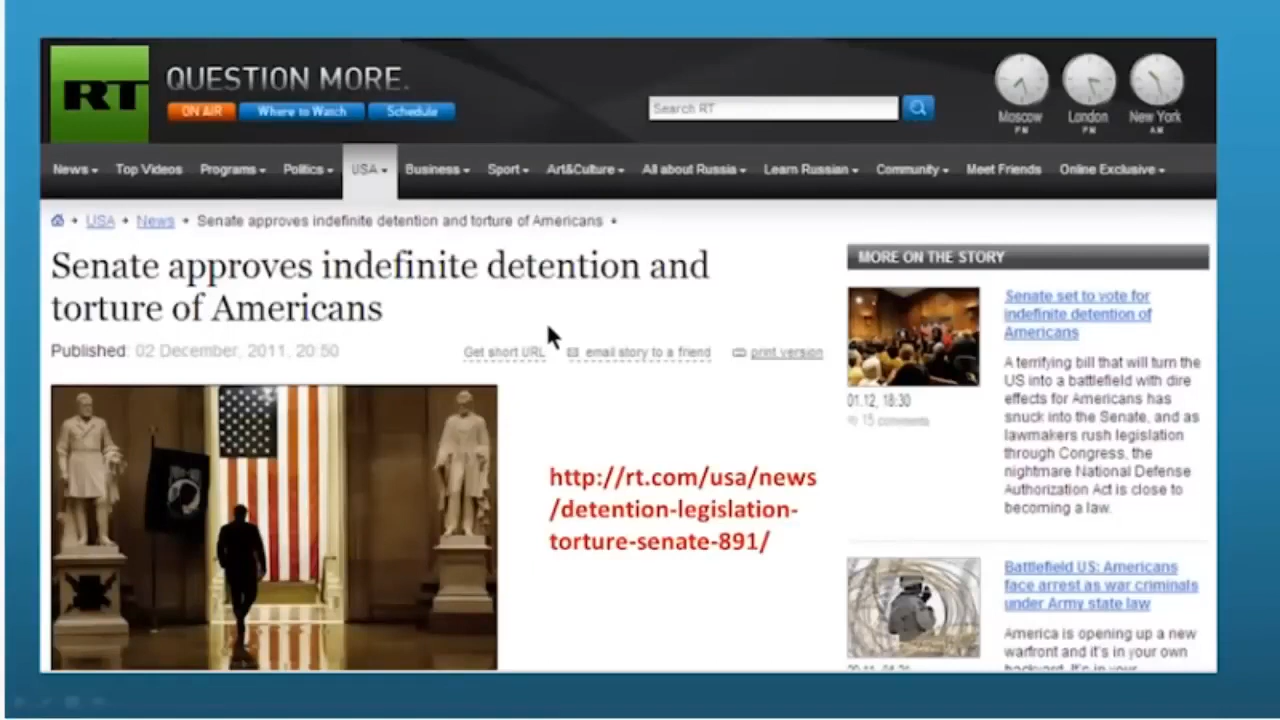 RT
QUESTION MORE.
ON AIR
Where to Watch
Schedule
Search RT
Moscow
PM
London
PM
New York
AM
News
Top Videos
Programs
Politics
USA
Business
Sport
Art&Culture
All about Russia
Learn Russian
Community
Meet Friends
Online Exclusive
USA
News
Senate approves indefinite detention and torture of Americans
Senate approves indefinite detention and
torture of Americans
Published: 02 December, 2011, 20:50
Get short URL
email story to a friend
print version
http://rt.com/usa/news
/detention-legislation-
torture-senate-891/
MORE ON THE STORY
Senate set to vote for
indefinite detention of
Americans
01.12, 18:30
15 comments
A terrifying bill that will turn the
US into a battlefield with dire
effects for Americans has
snuck into the Senate, and as
lawmakers rush legislation
through Congress, the
nightmare National Defense
Authorization Act is close to
becoming a law.
Battlefield US: Americans
face arrest as war criminals
under Army state law
America is opening up a new
warfront and it's in your own
backyard. It's in your